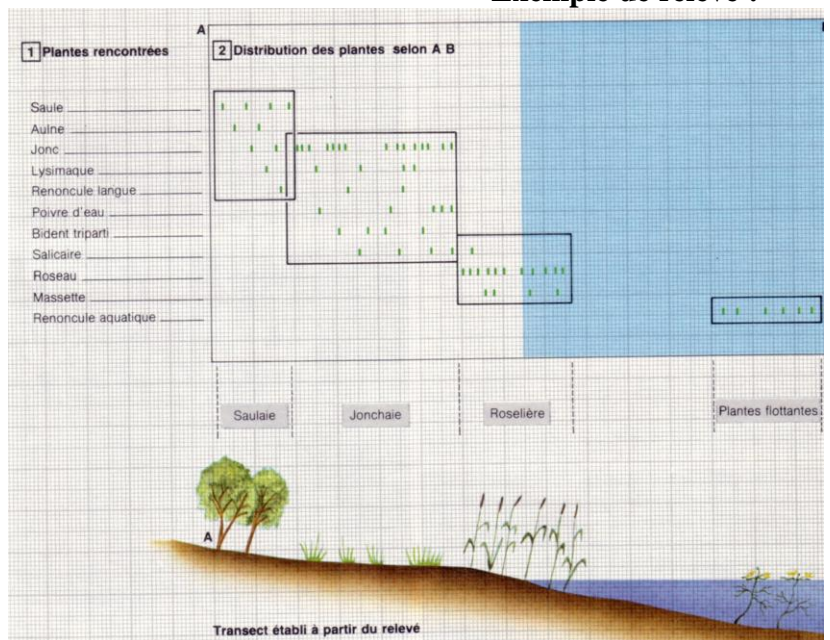 Exemple de relevé :
A
1 Plantes rencontrées
2 Distribution des plantes selon A B
Saule
Aulne
Jonc
Lysimaque
Renoncule langue
Poivre d'eau
Bident triparti
Salicaire
Roseau
Massette
Renoncule aquatique
Saulaie
Jonchaie
Roselière
Plantes flottantes
A
Transect établi à partir du relevé